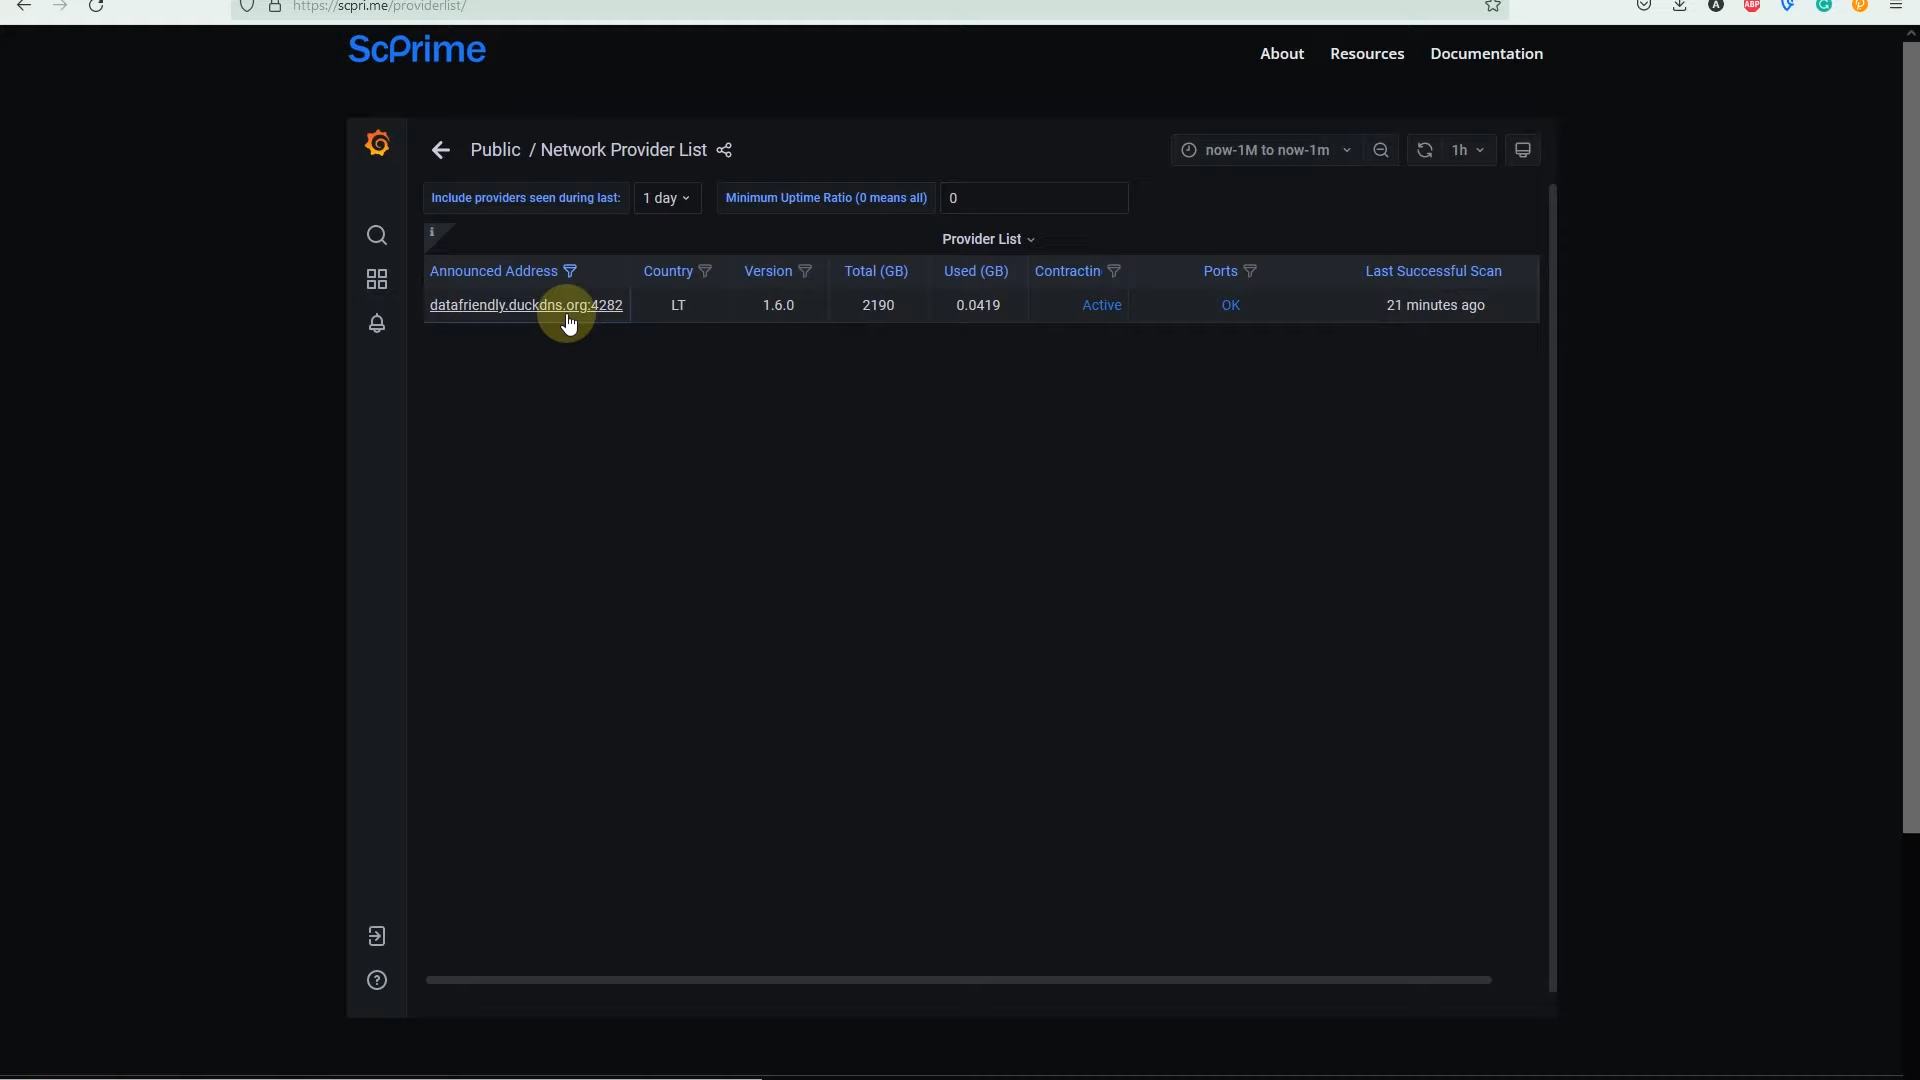 https://scpri.me/providerlist/
A ABP
ScPrime
About Resources Documentation
Public / Network Provider List
now-1M to now-1m 1h
Include providers seen during last: 1 day Minimum Uptime Ratio (0 means all) 0
i
Provider List
Announced Address Country Version Total (GB) Used (GB) Contractin Ports Last Successful Scan
datafriendly.duckdns.org:4282 LT 1.6.0 2190 0.0419 Active OK 21 minutes ago